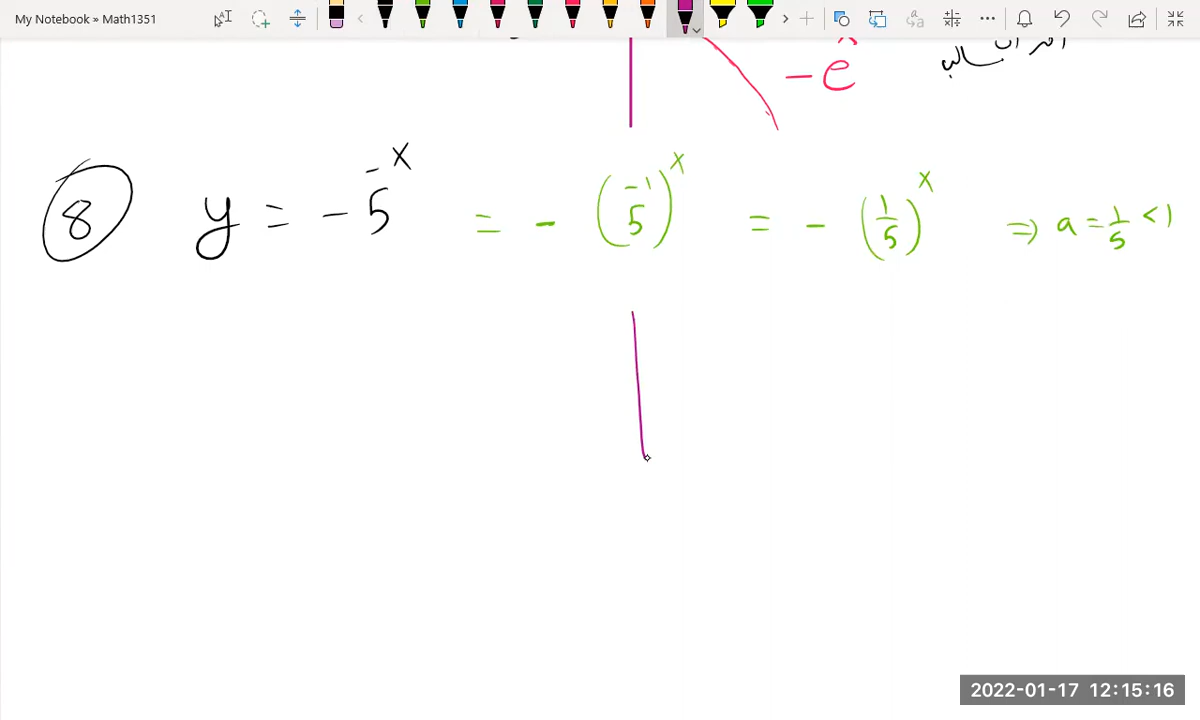 My Notebook » Math1351
- e^x
8 y = -5^-x = -(5^-1)^x = -(1/5)^x => a = 1/5 < 1
2022-01-17 12:15:16